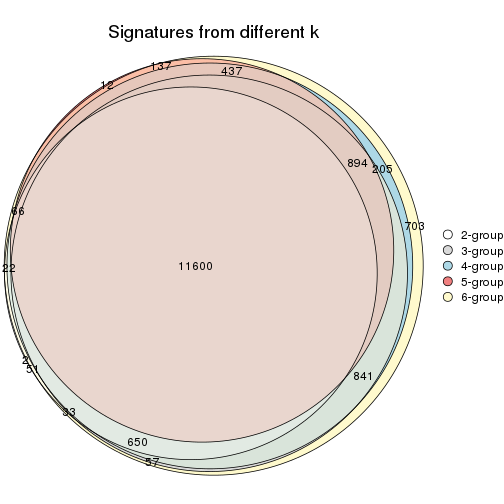 Signatures from different k
137
437
12
894
205
66
703
2-group
3-group
4-group
5-group
6-group
22
11600
2
51
841
33
650
57